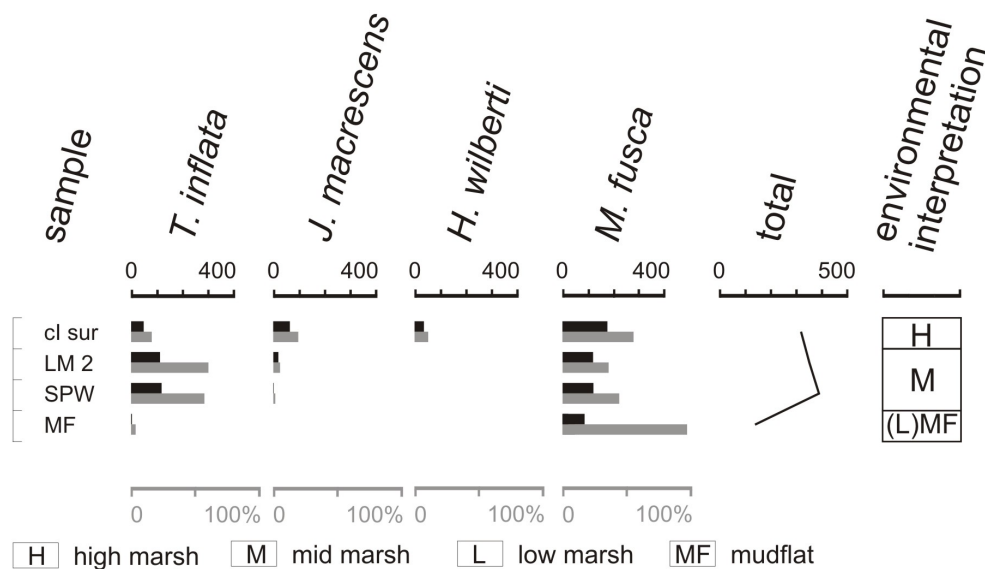 sample T. inflata J. macrescens H. wilberti M. fusca total environmental interpretation
0 400 0 400 0 400 0 400 0 500
cl sur H
LM 2 M
SPW
MF (L)MF
0 100% 0 100% 0 100% 0 100%
H high marsh M mid marsh L low marsh MF mudflat